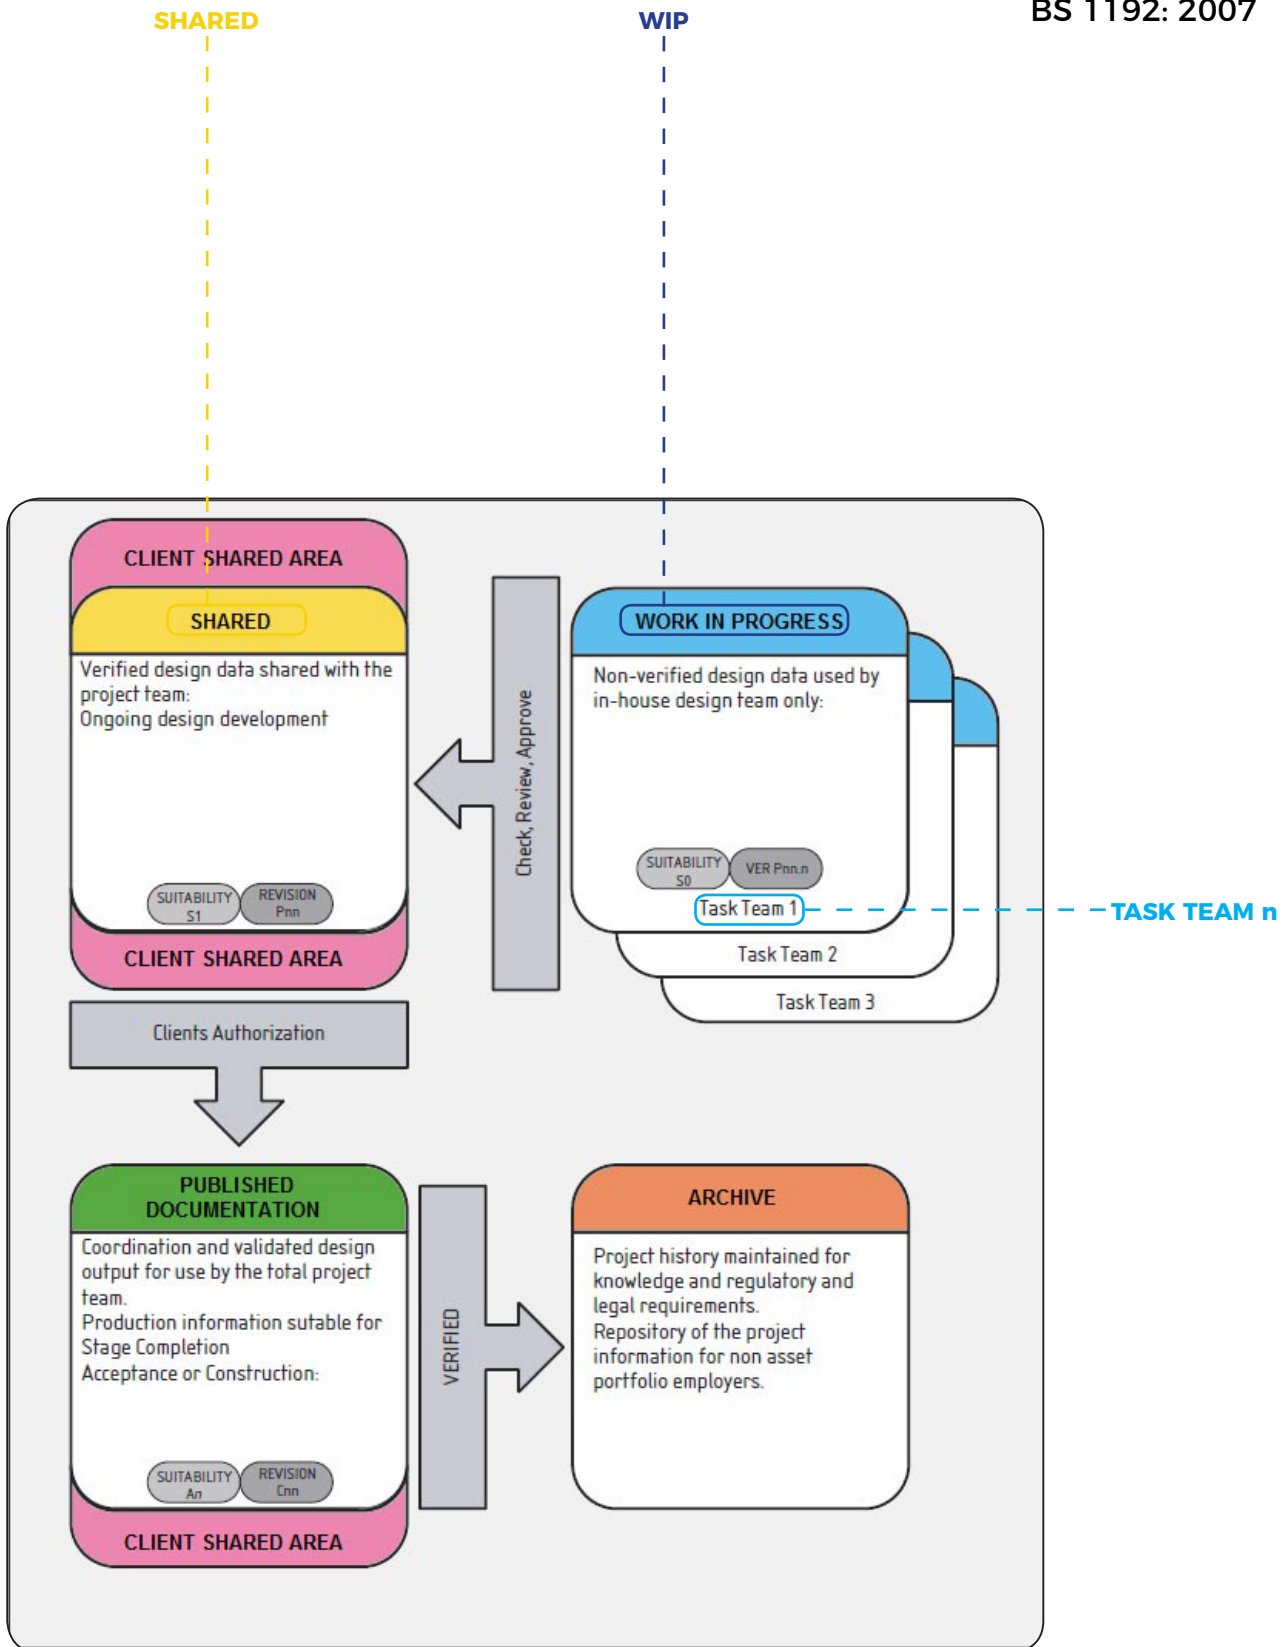 SHARED
WIP
BS 1192: 2007
CLIENT SHARED AREA
SHARED
Verified design data shared with the
project team:
Ongoing design development
SUITABILITY
S1
REVISION
Pnn
CLIENT SHARED AREA
Check, Review, Approve
WORK IN PROGRESS
Non-verified design data used by
in-house design team only:
SUITABILITY
S0
VER Pnn.n
Task Team 1
TASK TEAM n
Task Team 2
Task Team 3
Clients Authorization
PUBLISHED
DOCUMENTATION
Coordination and validated design
output for use by the total project
team.
Production information sutable for
Stage Completion
Acceptance or Construction:
SUITABILITY
An
REVISION
Cnn
CLIENT SHARED AREA
VERIFIED
ARCHIVE
Project history maintained for
knowledge and regulatory and
legal requirements.
Repository of the project
information for non asset
portfolio employers.